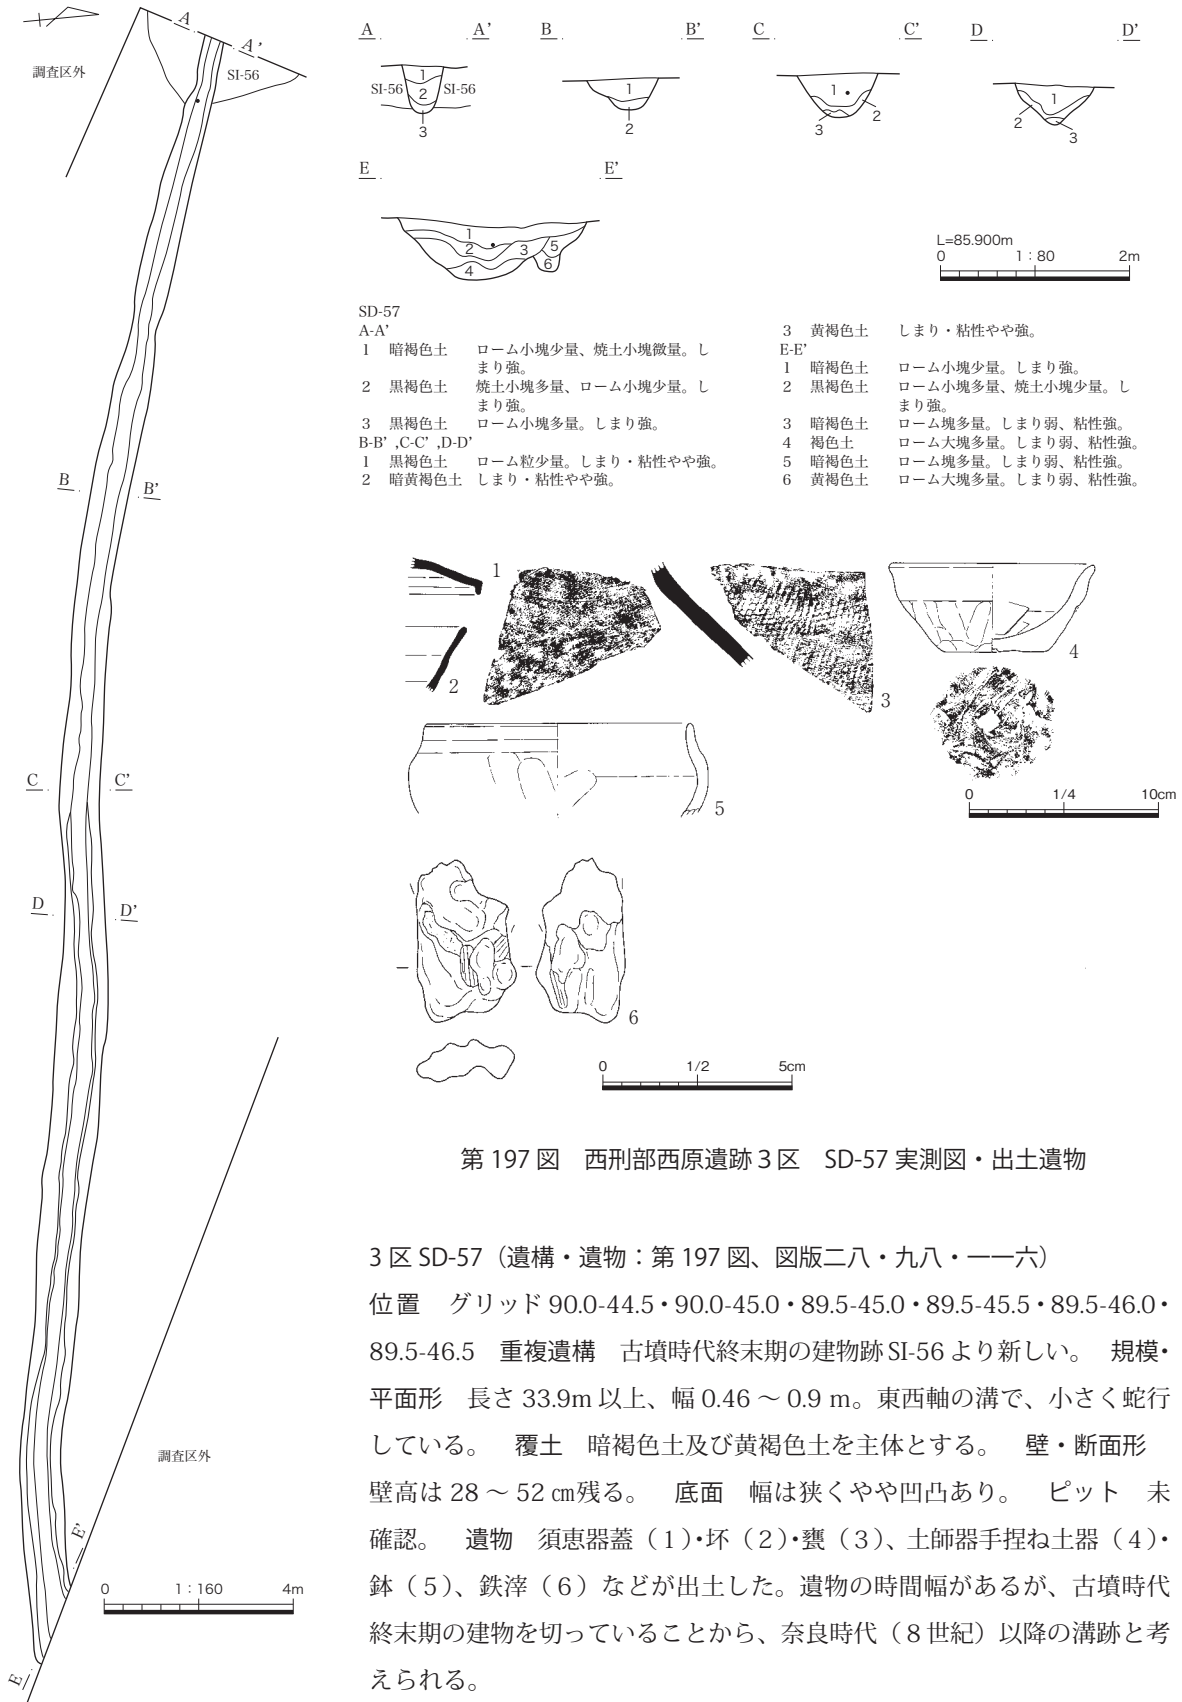 A
A'
調査区外
SI-56
B
B'
C
C'
D
D'
調査区外
E'
E
0 1:160 4m
A A' B B' C C' D D'
SI-56 1 2 3 SI-56
1 2
1 2 3
1 2 3
E E'
1 2 3 4 5 6
L=85.900m
0 1:80 2m
SD-57
A-A'
1 暗褐色土 ローム小塊少量、焼土小塊微量。し
まり強。
2 黒褐色土 焼土小塊多量、ローム小塊少量。し
まり強。
3 黒褐色土 ローム小塊多量。しまり強。
B-B' ,C-C' ,D-D'
1 黒褐色土 ローム粒少量。しまり・粘性やや強。
2 暗黄褐色土 しまり・粘性やや強。
3 黄褐色土 しまり・粘性やや強。
E-E'
1 暗褐色土 ローム小塊少量。しまり強。
2 黒褐色土 ローム小塊多量、焼土小塊少量。し
まり強。
3 暗褐色土 ローム塊多量。しまり弱、粘性強。
4 褐色土 ローム大塊多量。しまり弱、粘性強。
5 暗褐色土 ローム塊多量。しまり弱、粘性強。
6 黄褐色土 ローム大塊多量。しまり弱、粘性強。
1
2
3
4
5
0 1/4 10cm
6
0 1/2 5cm
第 197 図 西刑部西原遺跡３区 SD-57 実測図・出土遺物
３区 SD-57（遺構・遺物：第 197 図、図版二八・九八・一一六）
位置 グリッド 90.0-44.5・90.0-45.0・89.5-45.0・89.5-45.5・89.5-46.0・
89.5-46.5 重複遺構 古墳時代終末期の建物跡 SI-56 より新しい。 規模・
平面形 長さ 33.9m 以上、幅 0.46 ～ 0.9 m。東西軸の溝で、小さく蛇行
している。 覆土 暗褐色土及び黄褐色土を主体とする。 壁・断面形
壁高は 28 ～ 52 ㎝残る。 底面 幅は狭くやや凹凸あり。 ピット 未
確認。 遺物 須恵器蓋（１）・坏（２）・甕（３）、土師器手捏ね土器（４）・
鉢（５）、鉄滓（６）などが出土した。遺物の時間幅があるが、古墳時代
終末期の建物を切っていることから、奈良時代（８世紀）以降の溝跡と考
えられる。